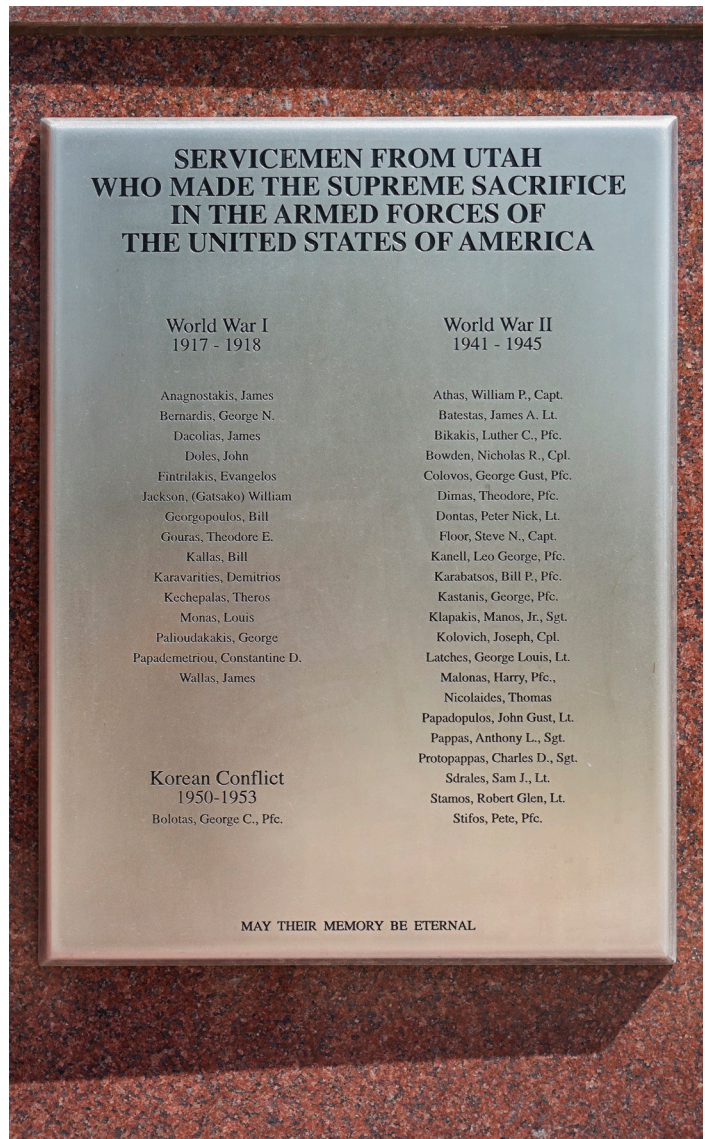 SERVICEMEN FROM UTAH
WHO MADE THE SUPREME SACRIFICE
IN THE ARMED FORCES OF
THE UNITED STATES OF AMERICA
World War I
1917 - 1918
Anagnostakis, James
Bernardis, George N.
Dacolias, James
Doles, John
Fintrilakis, Evangelos
Jackson, (Gatsako) William
Georgopoulos, Bill
Gouras, Theodore E.
Kallas, Bill
Karavarities, Demitrios
Kechepalas, Theros
Monas, Louis
Palioudakakis, George
Papademetriou, Constantine D.
Wallas, James
Korean Conflict
1950-1953
Bolotas, George C., Pfc.
World War II
1941 - 1945
Athas, William P., Capt.
Batestas, James A. Lt.
Bikakis, Luther C., Pfc.
Bowden, Nicholas R., Cpl.
Colovos, George Gust, Pfc.
Dimas, Theodore, Pfc.
Dontas, Peter Nick, Lt.
Floor, Steve N., Capt.
Kanell, Leo George, Pfc.
Karabatsos, Bill P., Pfc.
Kastanis, George, Pfc.
Klapakis, Manos, Jr., Sgt.
Kolovich, Joseph, Cpl.
Latches, George Louis, Lt.
Malonas, Harry, Pfc.,
Nicolaides, Thomas
Papadopulos, John Gust, Lt.
Pappas, Anthony L., Sgt.
Protopappas, Charles D., Sgt.
Sdrales, Sam J., Lt.
Stamos, Robert Glen, Lt.
Stifos, Pete, Pfc.
MAY THEIR MEMORY BE ETERNAL